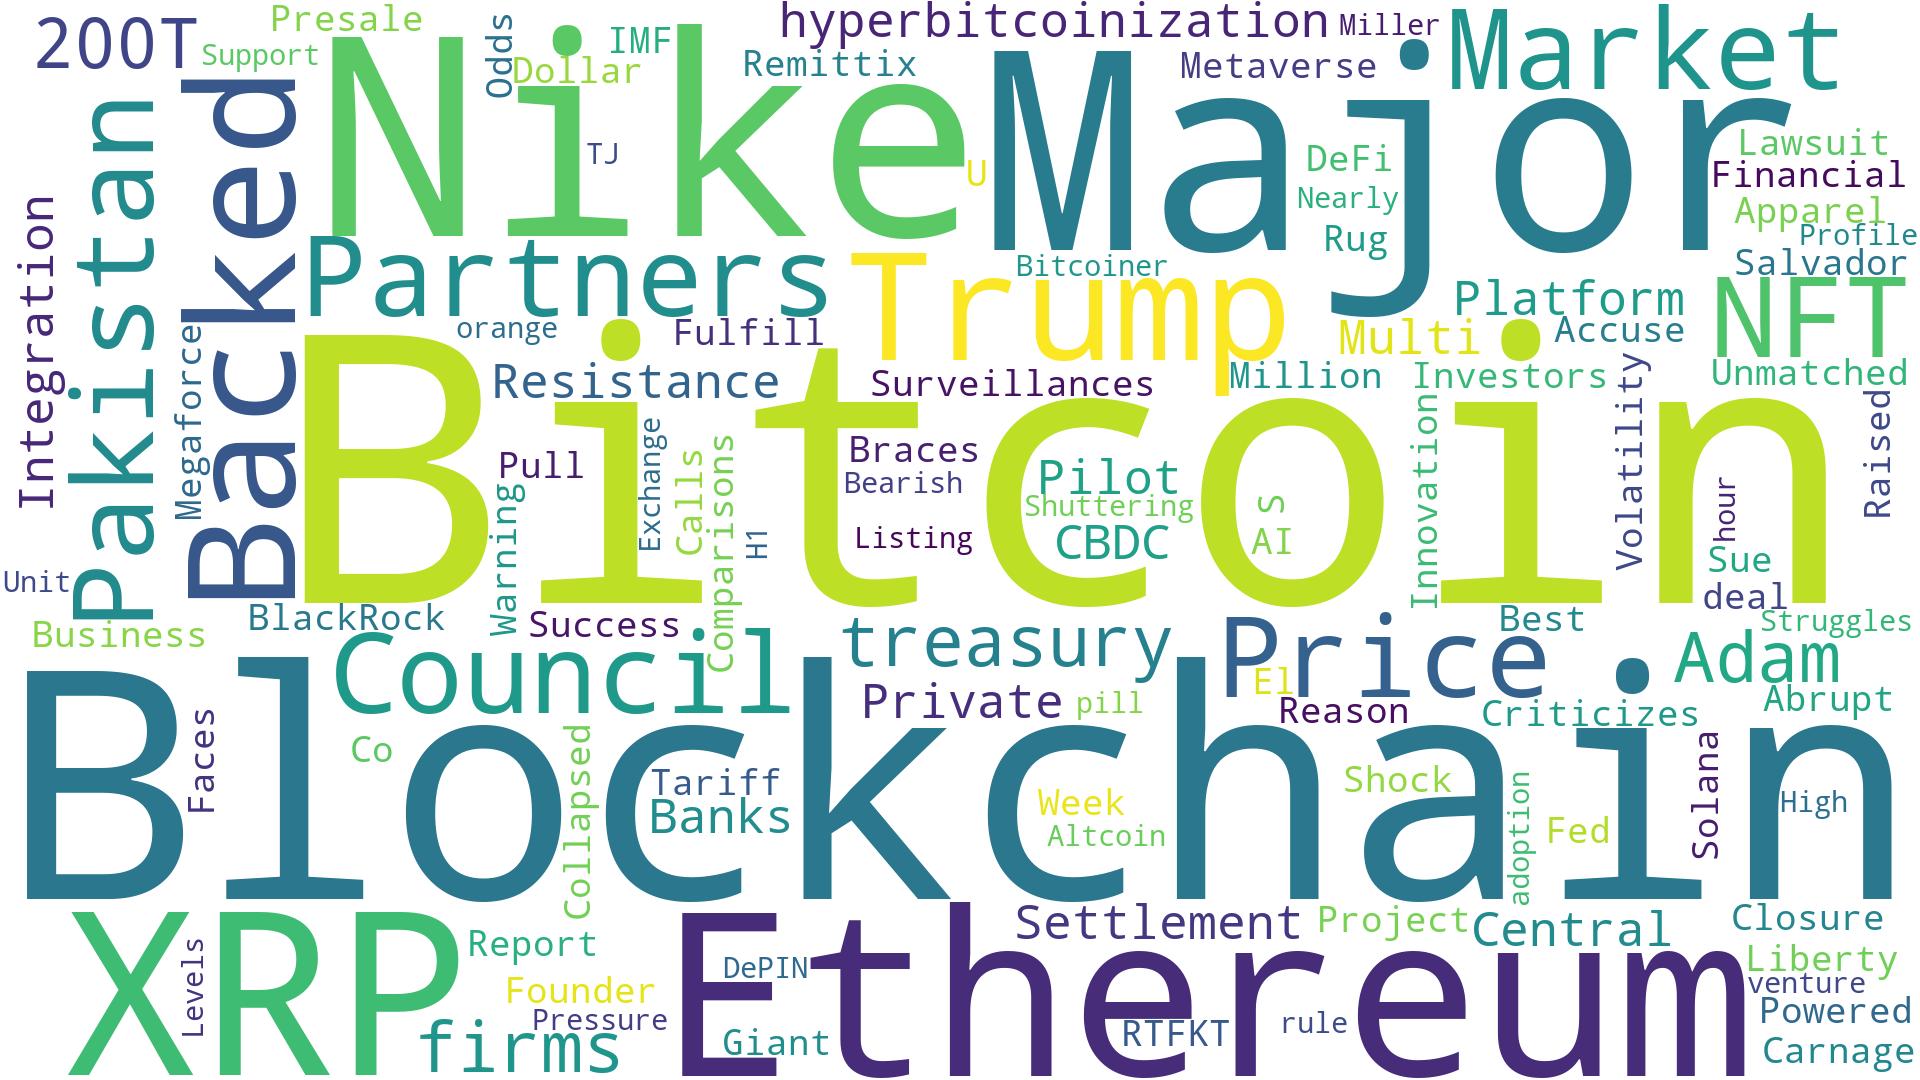 200T
Presale
Support
Nike
Odds
IMF
Dollar
TJ
Remittix
hyperbitcoinization
Miller
Metaverse
Market
Major
U
DeFi
Nearly
Rug
Lawsuit
Financial
Apparel
Profile
Salvador
Pakistan
Backed
Integration
Megaforce
Partners
Trump
Bitcoiner
Platform
NFT
orange
Fulfill
Multi
Accuse
Resistance
Surveillances
Million
Investors
Unmatched
Bitcoin
Pull
Warning
Exchange
Calls
Comparisons
H1
Braces
Bearish
Listing
Pilot
Shuttering
CBDC
S
AI
Innovation
Volatility
hour
Raised
Sue
deal
Unit
Business
BlackRock
Success
Council
treasury
Price
Best
Struggles
Adam
El
Private
pill
Reason
Criticizes
Abrupt
Blockchain
Faces
Co
Collapsed
Tariff
Banks
Week
Altcoin
Shock
adoption
Fed
Solana
High
XRP
Levels
Report
Founder
Pressure
firms
Ethereum
DePIN
Giant
Settlement
Project
Central
Closure
Liberty
venture
Powered
Carnage
RTFKT
rule